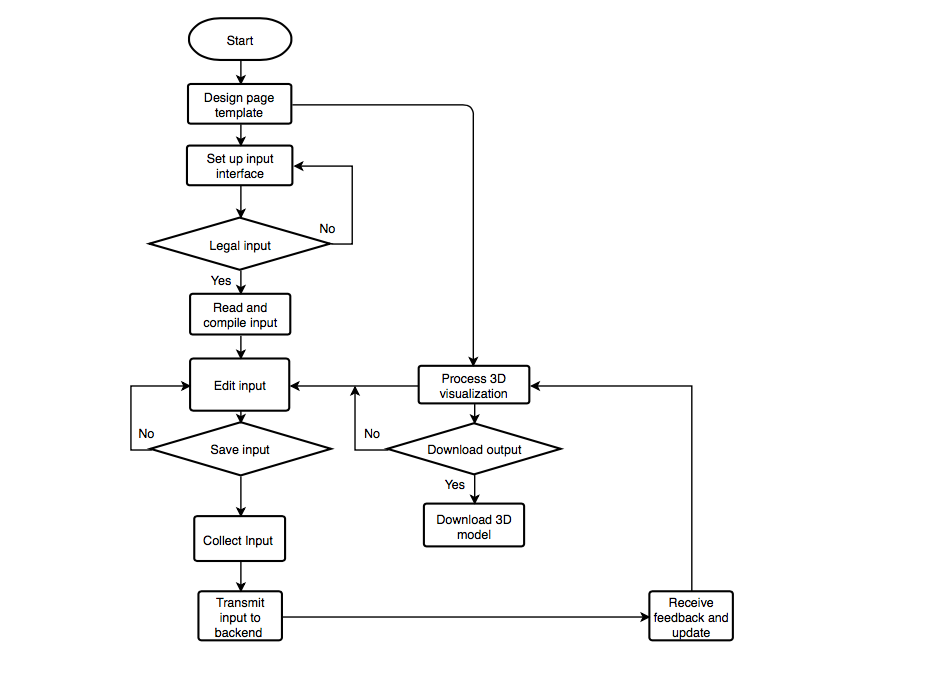 Start
Design page
template
Set up input
interface
No
Legal input
Yes
Read and
compile input
Edit input
Process 3D
visualization
No
No
Save input
Download output
Yes
Download 3D
model
Collect Input
Transmit
input to
backend
Receive
feedback and
update